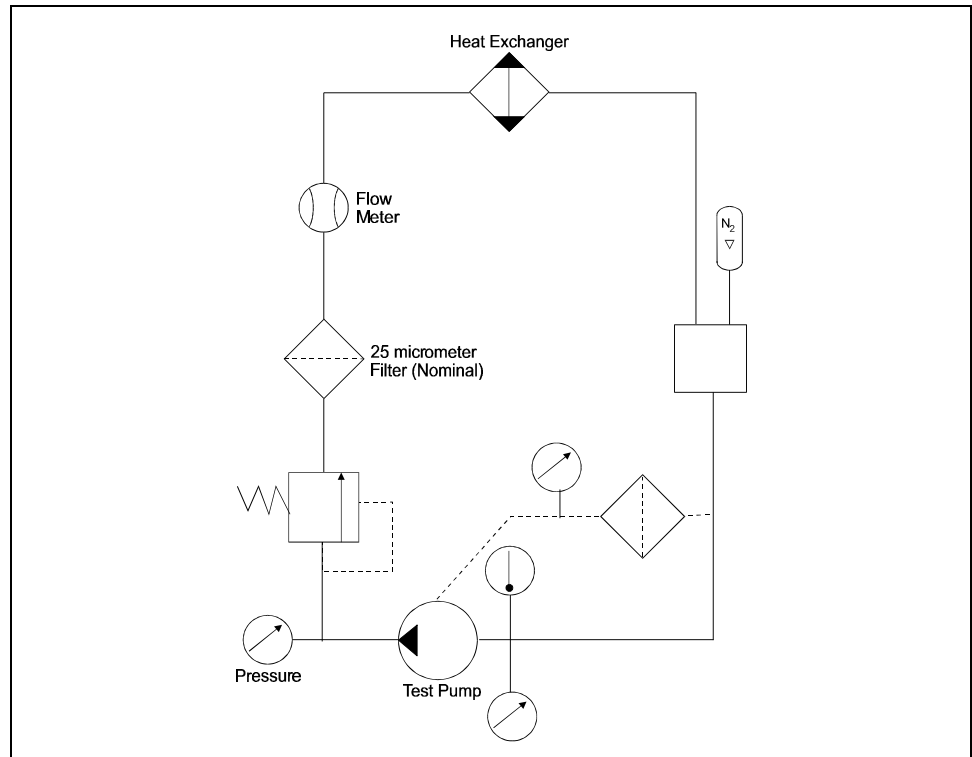 Heat Exchanger
Flow
Meter
N2
25 micrometer
Filter (Nominal)
Pressure
Test Pump